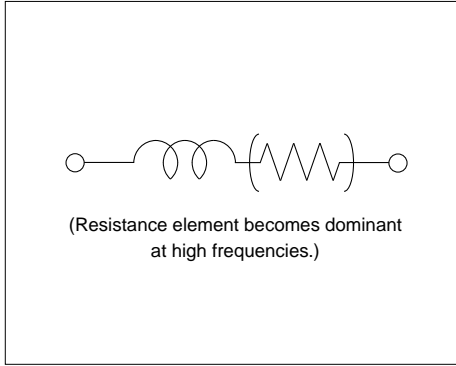 (Resistance element becomes dominant
at high frequencies.)